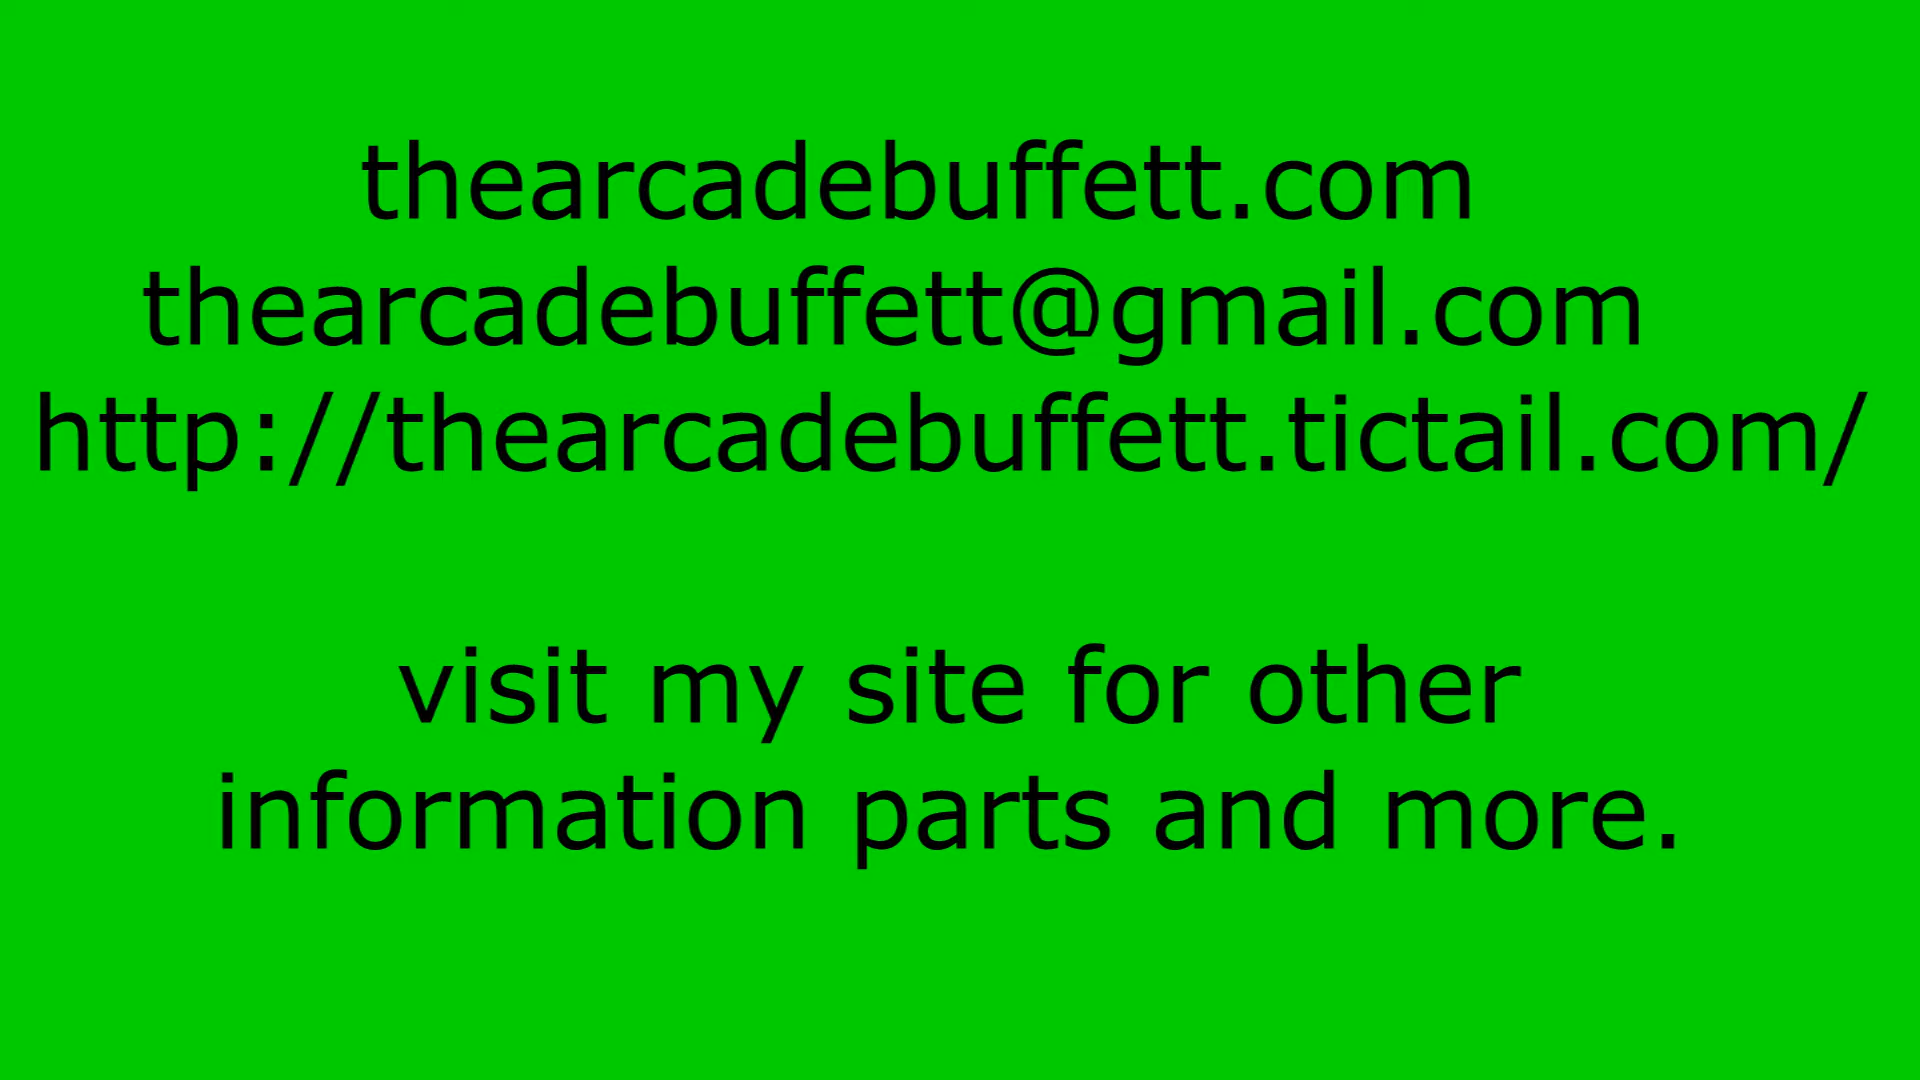 thearcadebuffett.com
thearcadebuffett@gmail.com
http://thearcadebuffett.tictail.com/
visit my site for other
information parts and more.